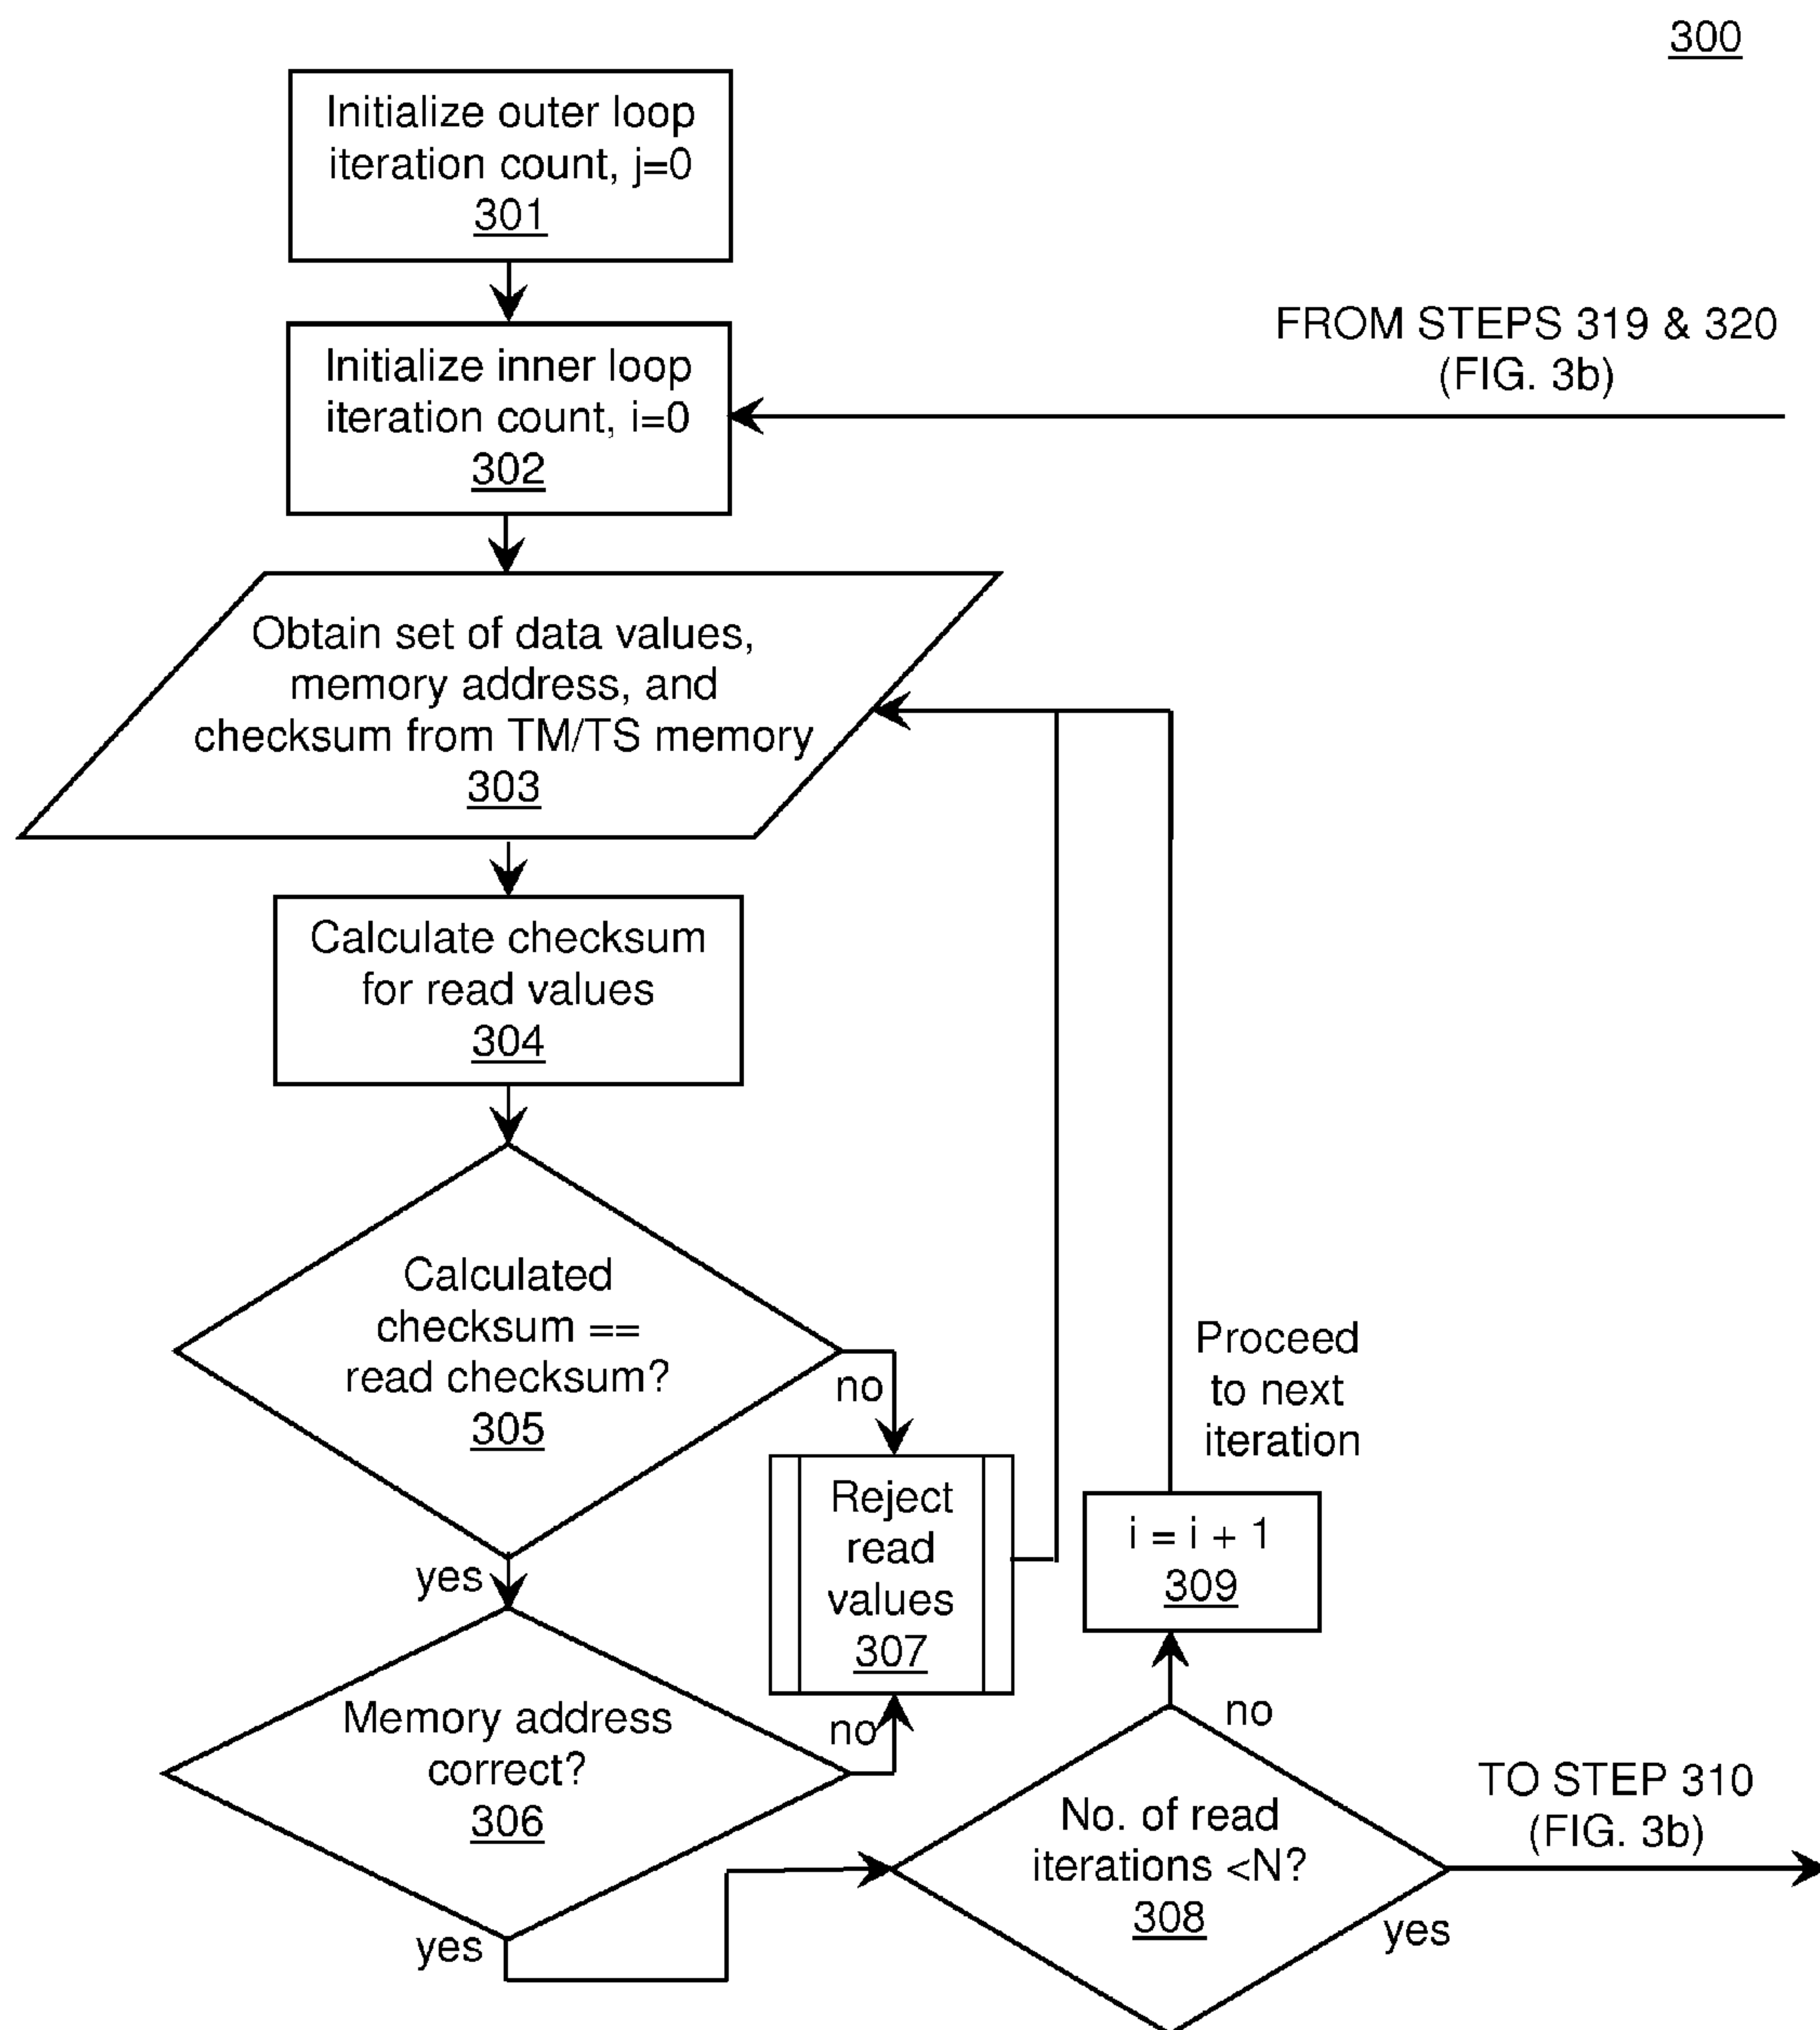 300
Initialize outer loop
iteration count, j=0
301
FROM STEPS 319 & 320
(FIG. 3b)
Initialize inner loop
iteration count, i=0
302
Obtain set of data values,
memory address, and
checksum from TM/TS memory
303
Calculate checksum
for read values
304
Calculated
checksum ==
read checksum?
305
no
Proceed
to next
iteration
Reject
read
values
307
i = i + 1
309
yes
Memory address
correct?
306
no
no
No. of read
iterations <N?
308
TO STEP 310
(FIG. 3b)
yes
yes